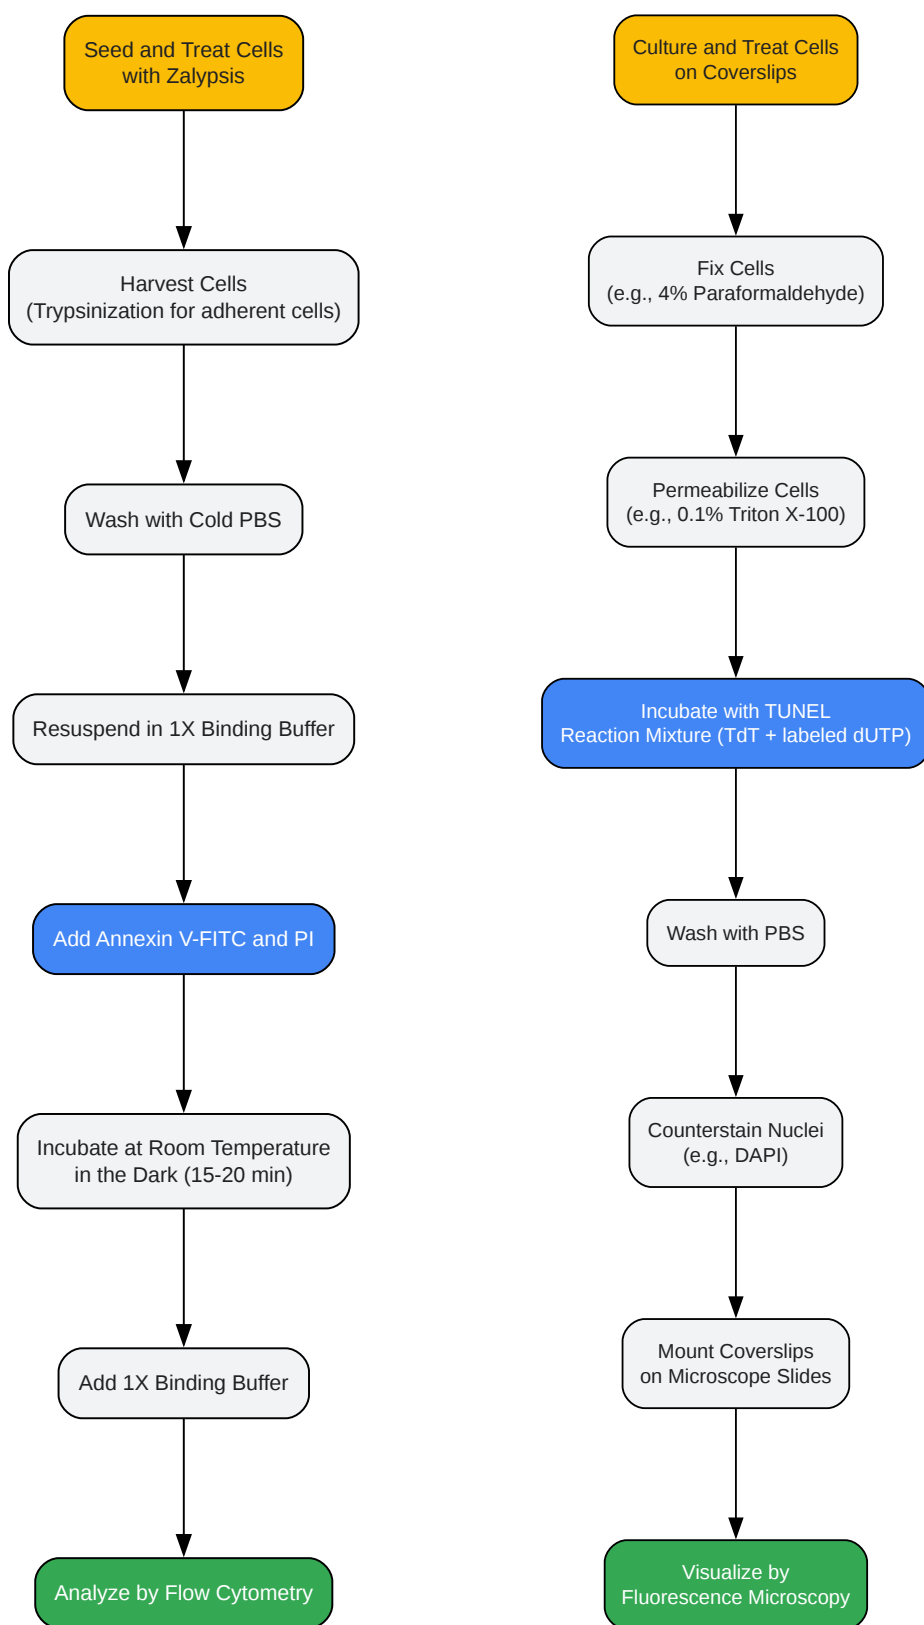 Seed and Treat Cells
with Zalypsis
Harvest Cells
(Trypsinization for adherent cells)
Wash with Cold PBS
Resuspend in 1X Binding Buffer
Add Annexin V-FITC and PI
Incubate at Room Temperature
in the Dark (15-20 min)
Add 1X Binding Buffer
Analyze by Flow Cytometry
Culture and Treat Cells
on Coverslips
Fix Cells
(e.g., 4% Paraformaldehyde)
Permeabilize Cells
(e.g., 0.1% Triton X-100)
Incubate with TUNEL
Reaction Mixture (TdT + labeled dUTP)
Wash with PBS
Counterstain Nuclei
(e.g., DAPI)
Mount Coverslips
on Microscope Slides
Visualize by
Fluorescence Microscopy